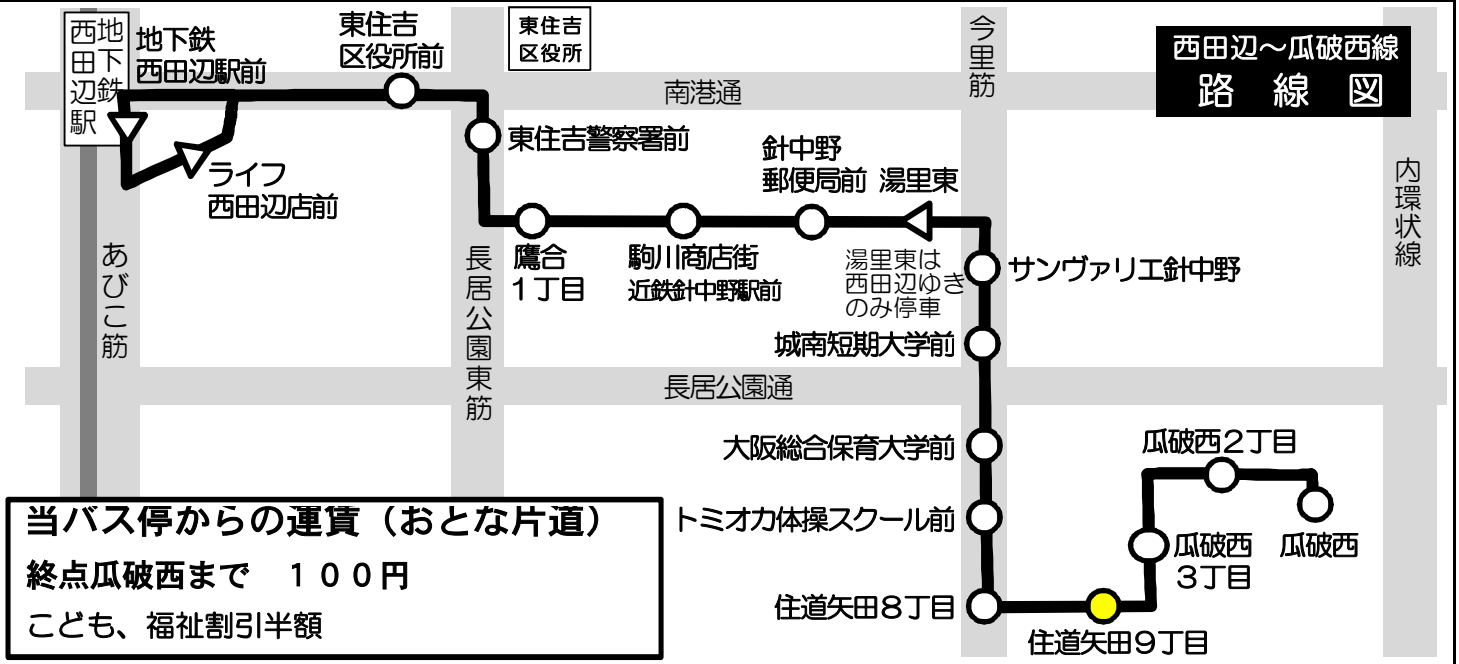 地下鉄
西田辺駅
地下鉄
西田辺駅前
東住吉
区役所前
東住吉
区役所
今里筋
西田辺～瓜破西線
路線図
南港通
東住吉警察署前
針中野
郵便局前
湯里東
ライフ
西田辺店前
内環状線
あびこ筋
長居公園東筋
鷹合
１丁目
駒川商店街
近鉄針中野駅前
湯里東は
西田辺ゆき
のみ停車
サンヴァリエ針中野
城南短期大学前
長居公園通
大阪総合保育大学前
瓜破西２丁目
トミオカ体操スクール前
瓜破西
３丁目
瓜破西
住道矢田８丁目
住道矢田９丁目
当バス停からの運賃（おとな片道）
終点瓜破西まで　１００円
こども、福祉割引半額